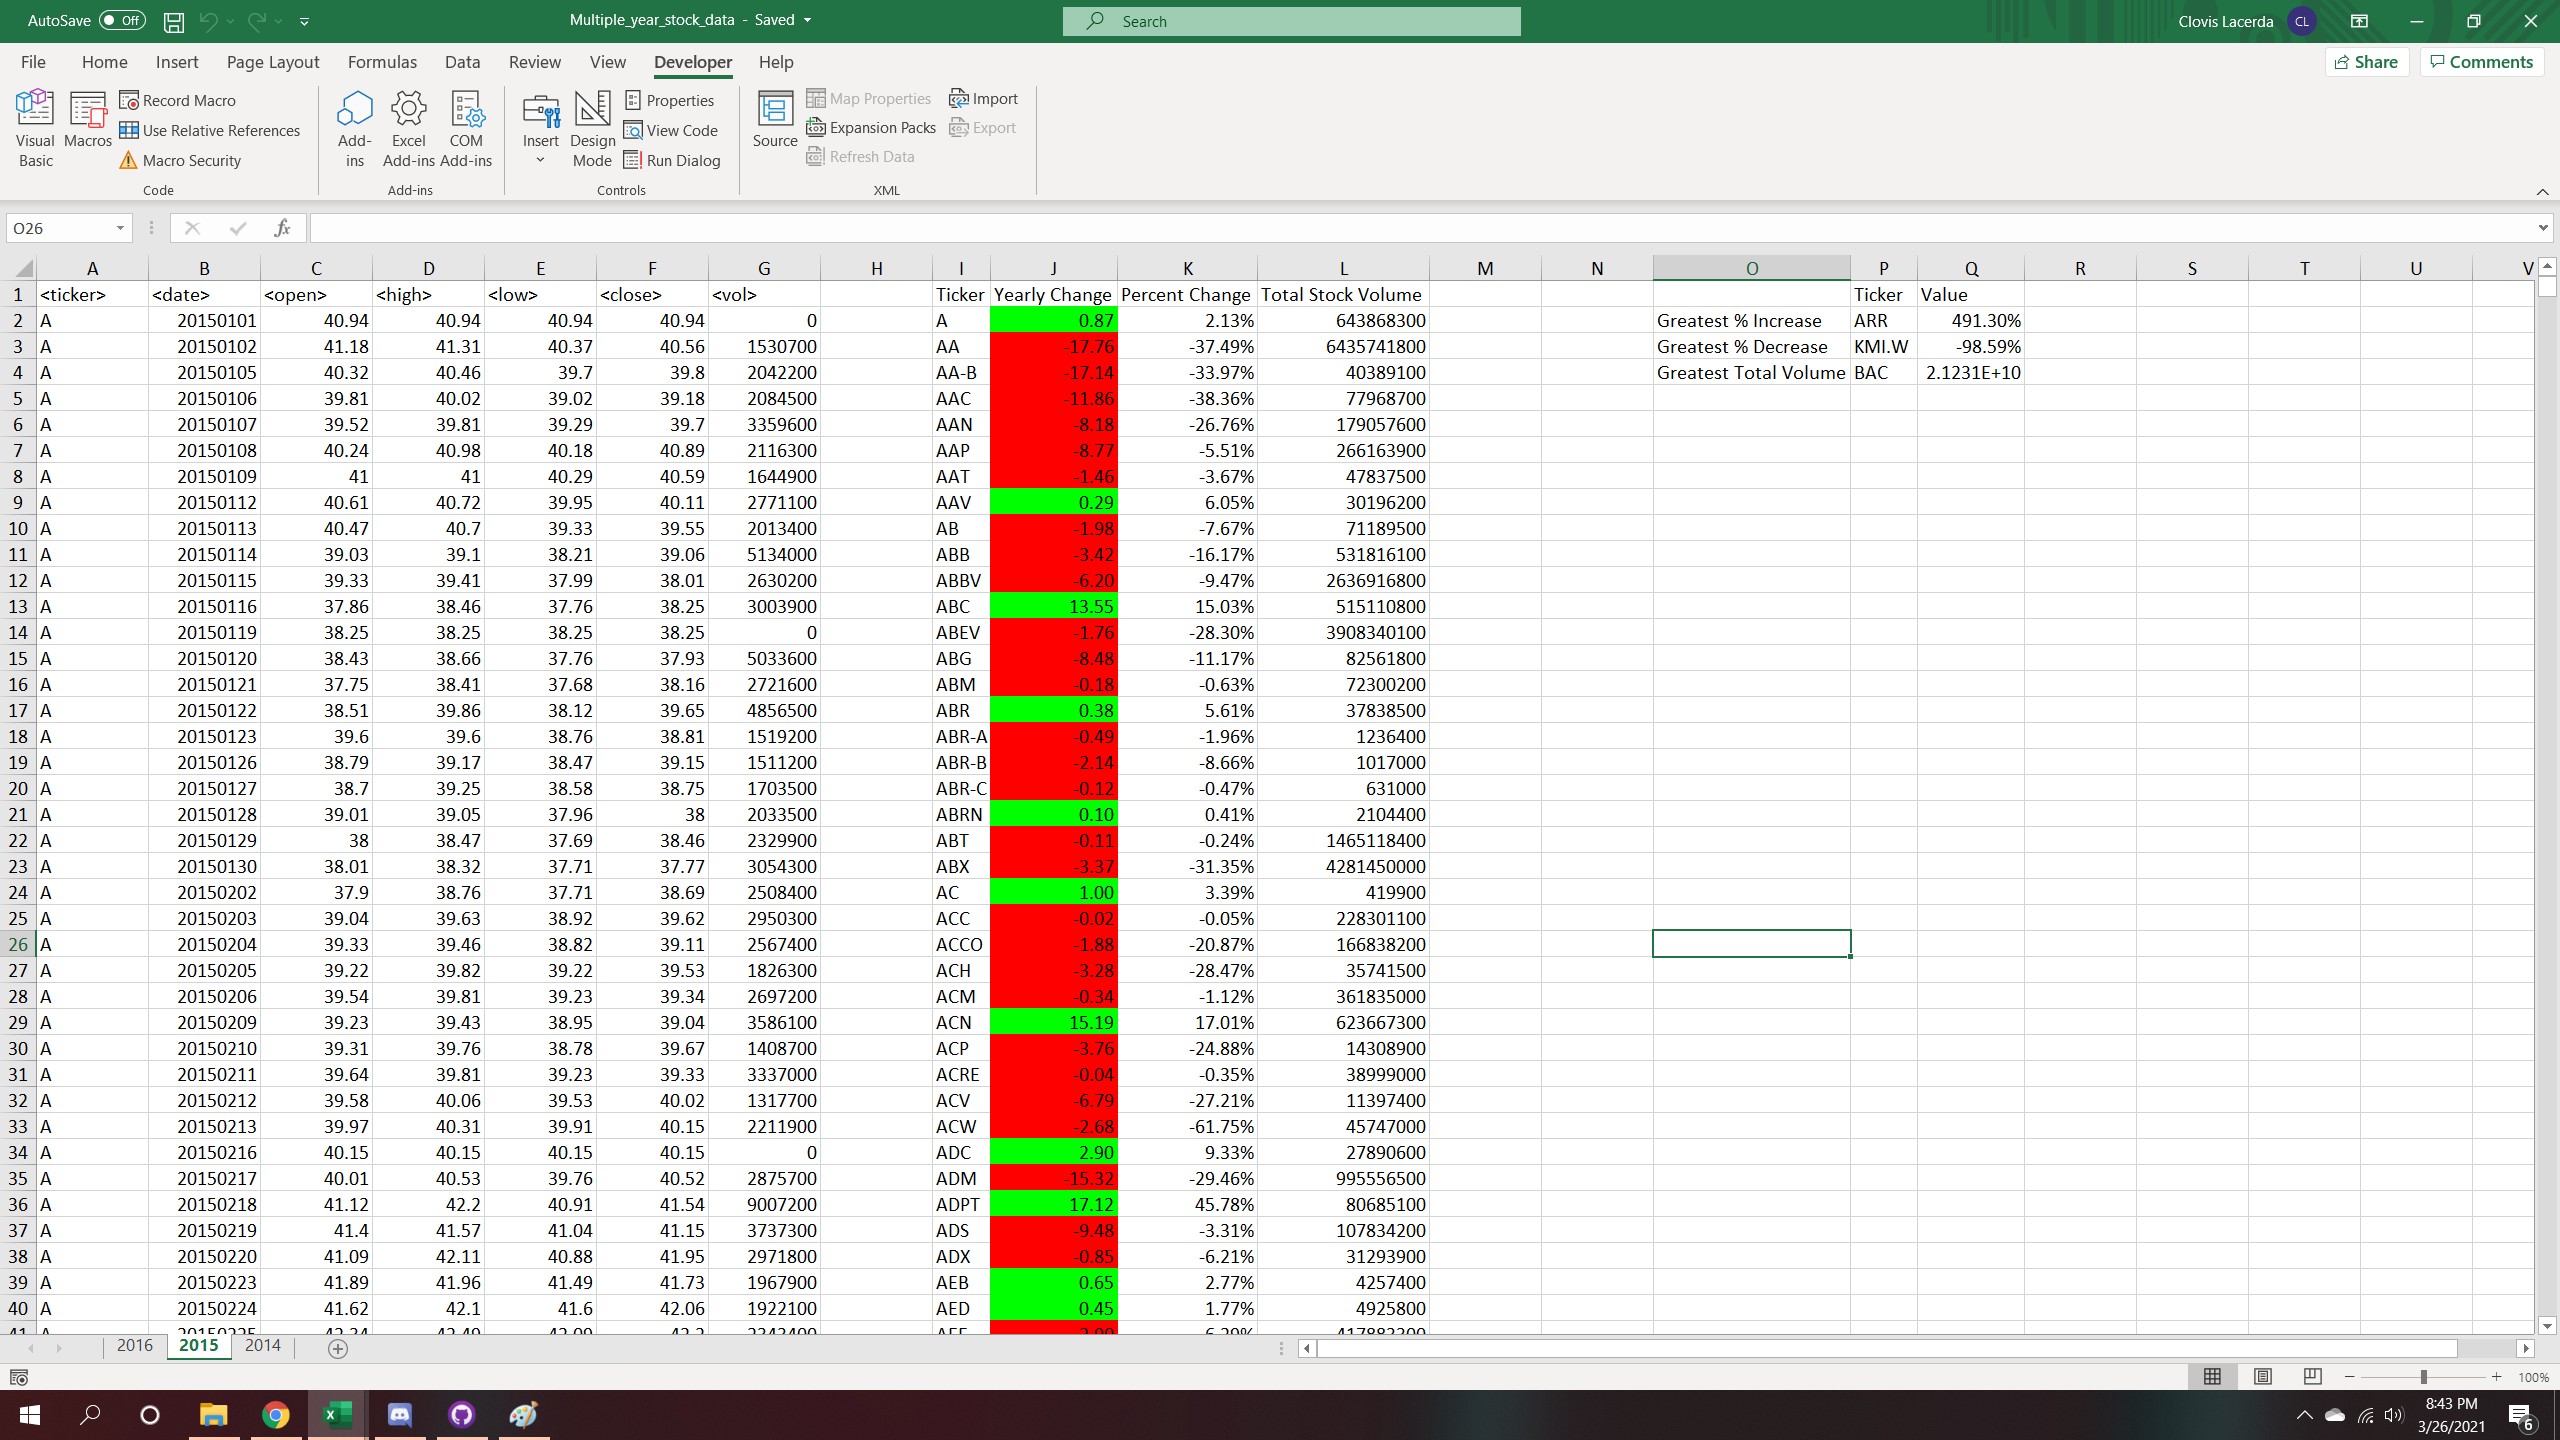 AutoSave Off Multiple_year_stock_data - Saved Search Clovis Lacerda CL
File Home Insert Page Layout Formulas Data Review View Developer Help Share Comments
Visual Basic
Macros
Record Macro
Use Relative References
Macro Security
Code
Add-ins
Excel Add-ins
COM Add-ins
Add-ins
Insert
Design Mode
Properties
View Code
Run Dialog
Controls
Source
Map Properties
Expansion Packs
Refresh Data
Import
Export
XML
O26 fx
A B C D E F G H I J K L M N O P Q R S T U V
1 <ticker> <date> <open> <high> <low> <close> <vol> Ticker Yearly Change Percent Change Total Stock Volume Ticker Value
2 A 20150101 40.94 40.94 40.94 40.94 0 A 0.87 2.13% 643868300 Greatest % Increase ARR 491.30%
3 A 20150102 41.18 41.31 40.37 40.56 1530700 AA -17.76 -37.49% 6435741800 Greatest % Decrease KMI.W -98.59%
4 A 20150105 40.32 40.46 39.7 39.8 2042200 AA-B -17.14 -33.97% 40389100 Greatest Total Volume BAC 2.1231E+10
5 A 20150106 39.81 40.02 39.02 39.18 2084500 AAC -11.86 -38.36% 77968700
6 A 20150107 39.52 39.81 39.29 39.7 3359600 AAN -8.18 -26.76% 179057600
7 A 20150108 40.24 40.98 40.18 40.89 2116300 AAP -8.77 -5.51% 266163900
8 A 20150109 41 41 40.29 40.59 1644900 AAT -1.46 -3.67% 47837500
9 A 20150112 40.61 40.72 39.95 40.11 2771100 AAV 0.29 6.05% 30196200
10 A 20150113 40.47 40.7 39.33 39.55 2013400 AB -1.98 -7.67% 71189500
11 A 20150114 39.03 39.1 38.21 39.06 5134000 ABB -3.42 -16.17% 531816100
12 A 20150115 39.33 39.41 37.99 38.01 2630200 ABBV -6.20 -9.47% 2636916800
13 A 20150116 37.86 38.46 37.76 38.25 3003900 ABC 13.55 15.03% 515110800
14 A 20150119 38.25 38.25 38.25 38.25 0 ABEV -1.76 -28.30% 3908340100
15 A 20150120 38.43 38.66 37.76 37.93 5033600 ABG -8.48 -11.17% 82561800
16 A 20150121 37.75 38.41 37.68 38.16 2721600 ABM -0.18 -0.63% 72300200
17 A 20150122 38.51 39.86 38.12 39.65 4856500 ABR 0.38 5.61% 37838500
18 A 20150123 39.6 39.6 38.76 38.81 1519200 ABR-A -0.49 -1.96% 1236400
19 A 20150126 38.79 39.17 38.47 39.15 1511200 ABR-B -2.14 -8.66% 1017000
20 A 20150127 38.7 39.25 38.58 38.75 1703500 ABR-C -0.12 -0.47% 631000
21 A 20150128 39.01 39.05 37.96 38 2033500 ABRN 0.10 0.41% 2104400
22 A 20150129 38 38.47 37.69 38.46 2329900 ABT -0.11 -0.24% 1465118400
23 A 20150130 38.01 38.32 37.71 37.77 3054300 ABX -3.37 -31.35% 4281450000
24 A 20150202 37.9 38.76 37.71 38.69 2508400 AC 1.00 3.39% 419900
25 A 20150203 39.04 39.63 38.92 39.62 2950300 ACC -0.02 -0.05% 228301100
26 A 20150204 39.33 39.46 38.82 39.11 2567400 ACCO -1.88 -20.87% 166838200
27 A 20150205 39.22 39.82 39.22 39.53 1826300 ACH -3.28 -28.47% 35741500
28 A 20150206 39.54 39.81 39.23 39.34 2697200 ACM -0.34 -1.12% 361835000
29 A 20150209 39.23 39.43 38.95 39.04 3586100 ACN 15.19 17.01% 623667300
30 A 20150210 39.31 39.76 38.78 39.67 1408700 ACP -3.76 -24.88% 14308900
31 A 20150211 39.64 39.81 39.23 39.33 3337000 ACRE -0.04 -0.35% 38999000
32 A 20150212 39.58 40.06 39.53 40.02 1317700 ACV -6.79 -27.21% 11397400
33 A 20150213 39.97 40.31 39.91 40.15 2211900 ACW -2.68 -61.75% 45747000
34 A 20150216 40.15 40.15 40.15 40.15 0 ADC 2.90 9.33% 27890600
35 A 20150217 40.01 40.53 39.76 40.52 2875700 ADM -15.32 -29.46% 995556500
36 A 20150218 41.12 42.2 40.91 41.54 9007200 ADPT 17.12 45.78% 80685100
37 A 20150219 41.4 41.57 41.04 41.15 3737300 ADS -9.48 -3.31% 107834200
38 A 20150220 41.09 42.11 40.88 41.95 2971800 ADX -0.85 -6.21% 31293900
39 A 20150223 41.89 41.96 41.49 41.73 1967900 AEB 0.65 2.77% 4257400
40 A 20150224 41.62 42.1 41.6 42.06 1922100 AED 0.45 1.77% 4925800
41 A 20150225
2016 2015 2014
100%
8:43 PM
3/26/2021
6